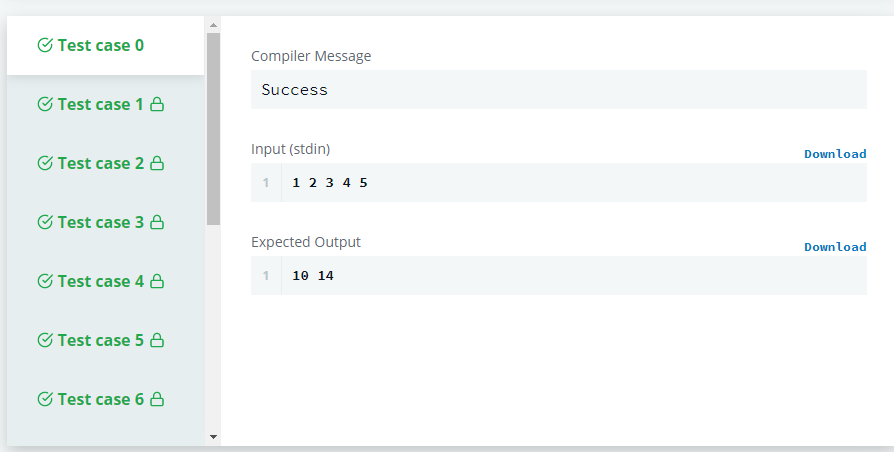 Test case 0
Test case 1
Test case 2
Test case 3
Test case 4
Test case 5
Test case 6
Compiler Message
Success
Input (stdin)
Download
1 1 2 3 4 5
Expected Output
Download
1 10 14